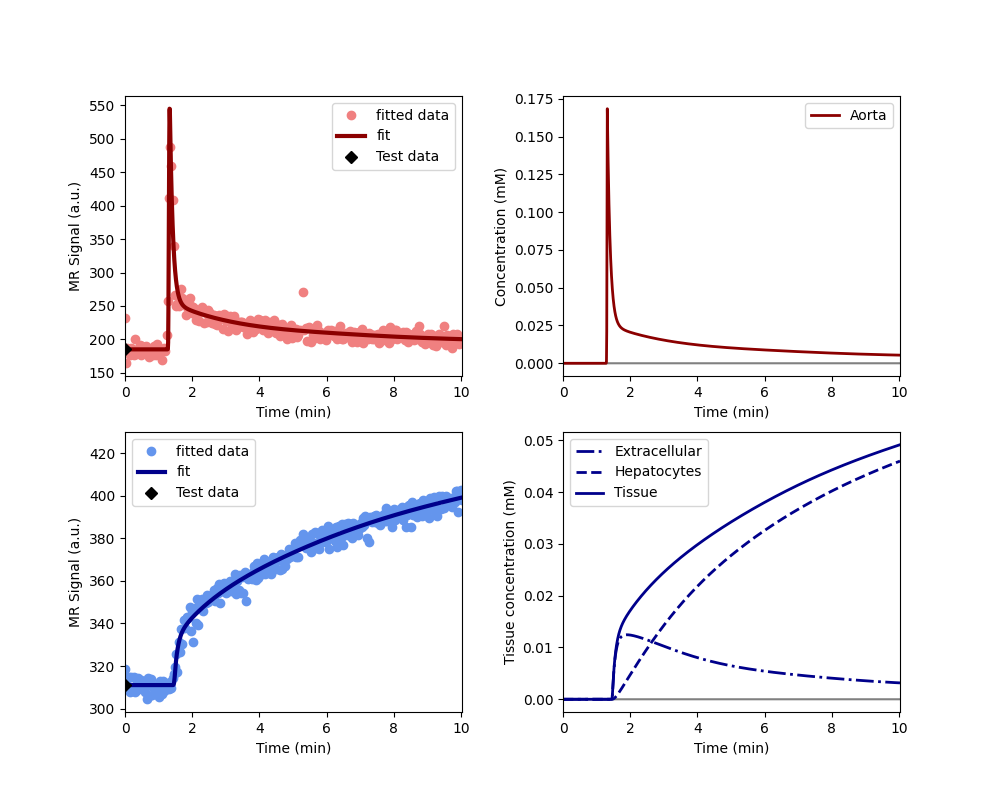 550
500
450
400
350
300
250
200
150
MR Signal (a.u.)
fitted data
fit
Test data
0 2 4 6 8 10
Time (min)
0.175
0.150
0.125
0.100
0.075
0.050
0.025
0.000
Concentration (mM)
Aorta
0 2 4 6 8 10
Time (min)
420
400
380
360
340
320
300
MR Signal (a.u.)
fitted data
fit
Test data
0 2 4 6 8 10
Time (min)
0.05
0.04
0.03
0.02
0.01
0.00
Tissue concentration (mM)
Extracellular
Hepatocytes
Tissue
0 2 4 6 8 10
Time (min)